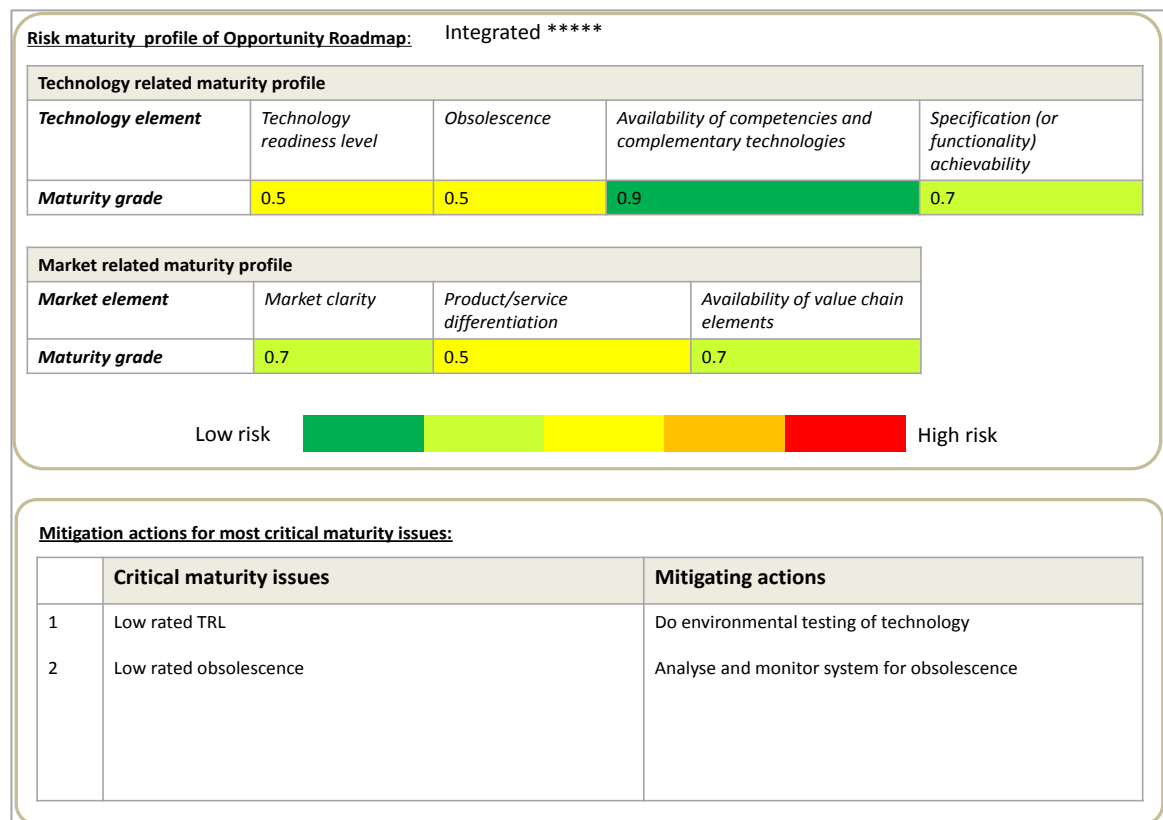 Risk maturity profile of Opportunity Roadmap: Integrated *****
Technology related maturity profile
Technology element
Technology
readiness level
Obsolescence
Availability of competencies and
complementary technologies
Specification (or
functionality)
achievability
Maturity grade
0.5
0.5
0.9
0.7
Market related maturity profile
Market element
Market clarity
Product/service
differentiation
Availability of value chain
elements
Maturity grade
0.7
0.5
0.7
Low risk
High risk
Mitigation actions for most critical maturity issues:
Critical maturity issues
Mitigating actions
1
Low rated TRL
Do environmental testing of technology
2
Low rated obsolescence
Analyse and monitor system for obsolescence